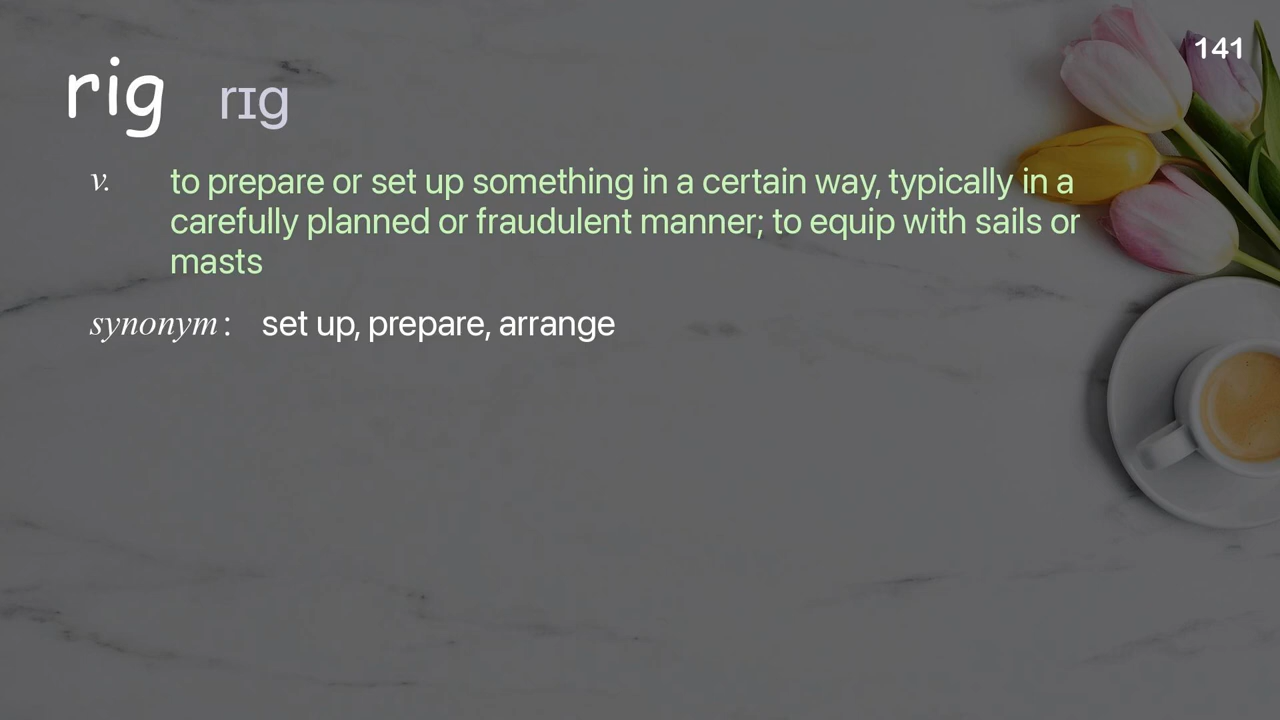 141
rig rɪg
v. to prepare or set up something in a certain way, typically in a
carefully planned or fraudulent manner; to equip with sails or
masts
synonym: set up, prepare, arrange